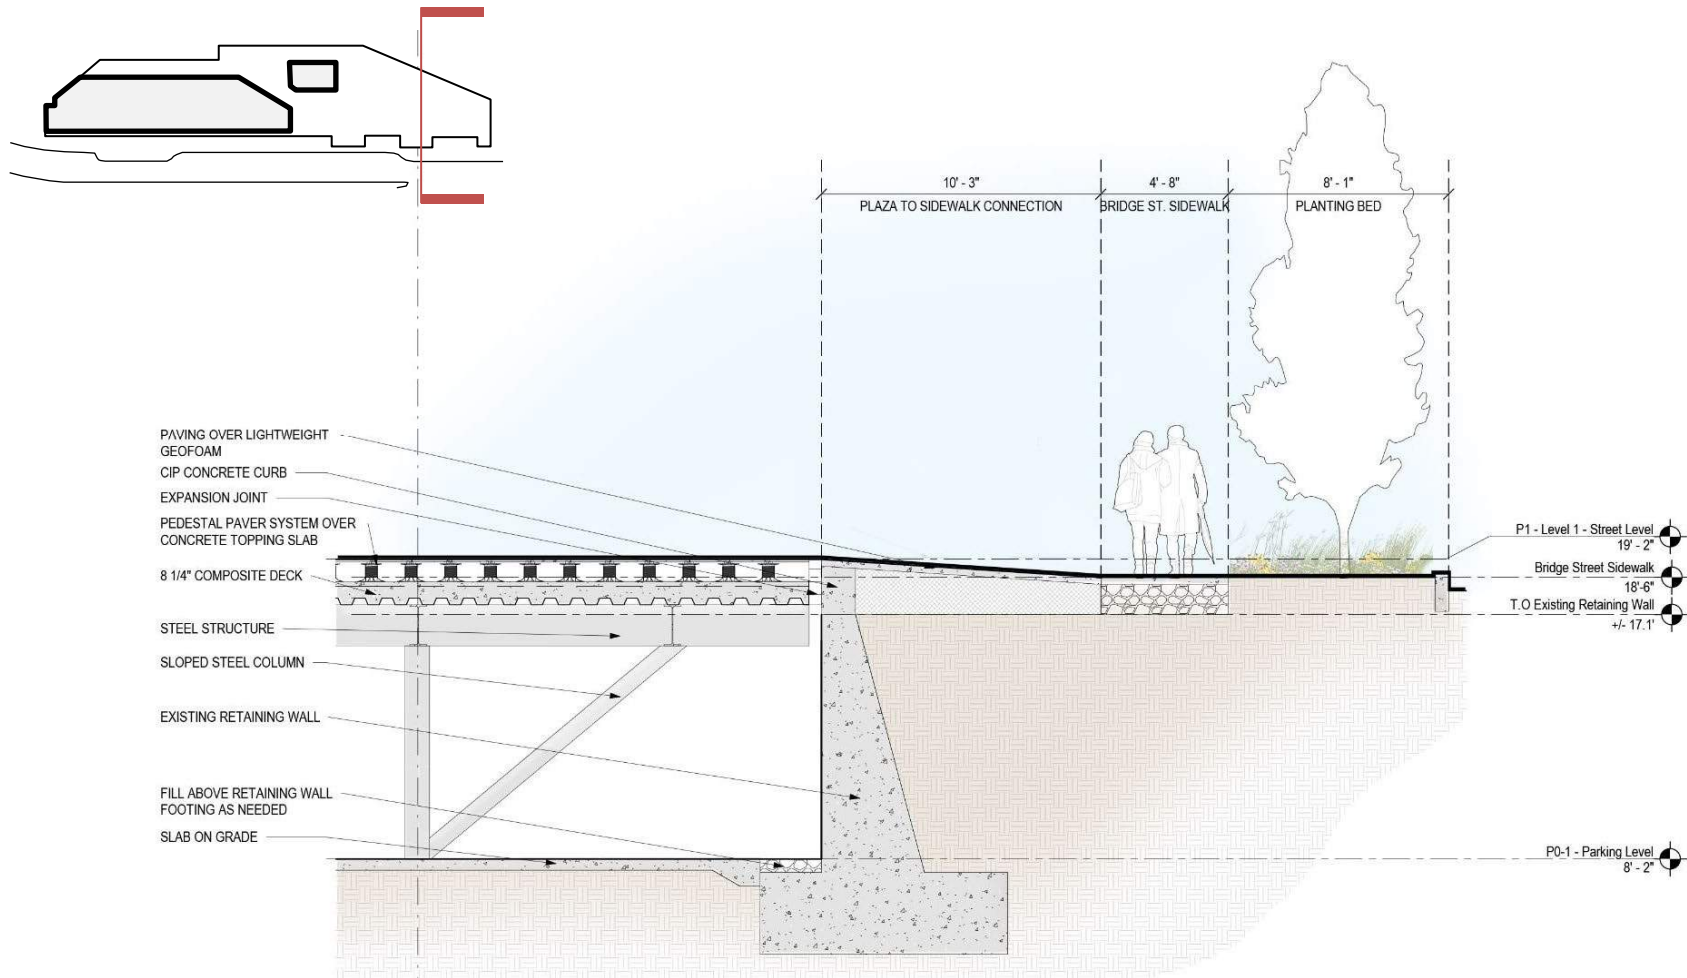 10' - 3"
4' - 8"
8' - 1"
PLAZA TO SIDEWALK CONNECTION
BRIDGE ST. SIDEWALK
PLANTING BED
PAVING OVER LIGHTWEIGHT
GEOFOAM
CIP CONCRETE CURB
EXPANSION JOINT
PEDESTAL PAVER SYSTEM OVER
CONCRETE TOPPING SLAB
8 1/4" COMPOSITE DECK
STEEL STRUCTURE
SLOPED STEEL COLUMN
EXISTING RETAINING WALL
FILL ABOVE RETAINING WALL
FOOTING AS NEEDED
SLAB ON GRADE
P1 - Level 1 - Street Level
19' - 2"
Bridge Street Sidewalk
18'-6"
T.O Existing Retaining Wall
+/- 17.1'
P0-1 - Parking Level
8' - 2"